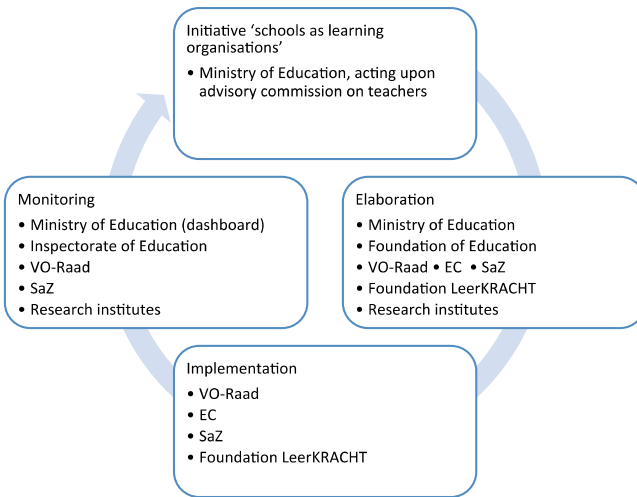 Initiative ‘schools as learning
organisations’
• Ministry of Education, acting upon
advisory commission on teachers
Elaboration
• Ministry of Education
• Foundation of Education
• VO-Raad • EC • SaZ
• Foundation LeerKRACHT
• Research institutes
Implementation
• VO-Raad
• EC
• SaZ
• Foundation LeerKRACHT
Monitoring
• Ministry of Education (dashboard)
• Inspectorate of Education
• VO-Raad
• SaZ
• Research institutes